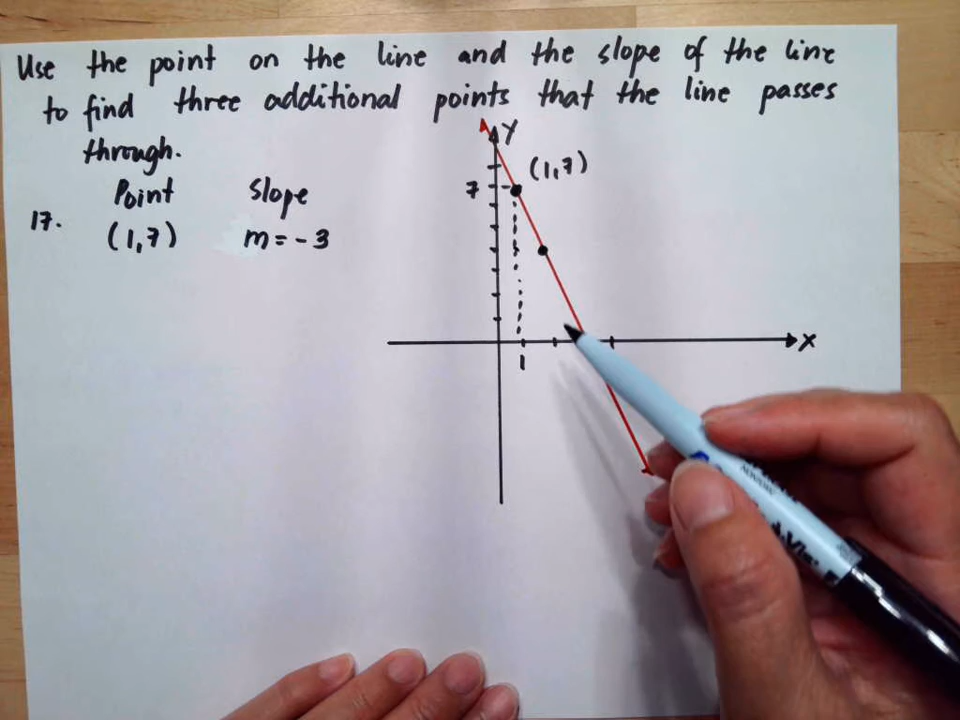 Use the point on the line and the slope of the line
to find three additional points that the line passes
through.
Point Slope
17. (1,7) m = -3
Y
(1,7)
7
X
1